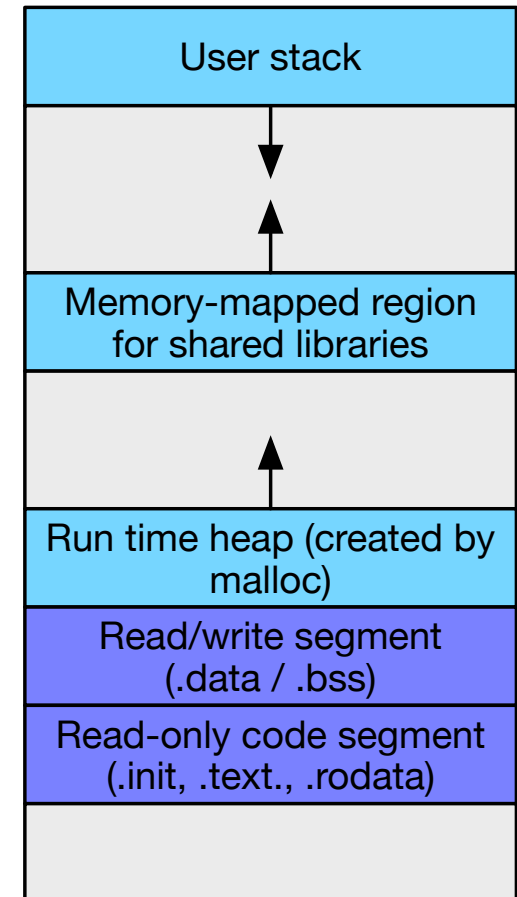 User stack
Memory-mapped region
for shared libraries
Run time heap (created by
malloc)
Read/write segment
(.data / .bss)
Read-only code segment
(.init, .text., .rodata)